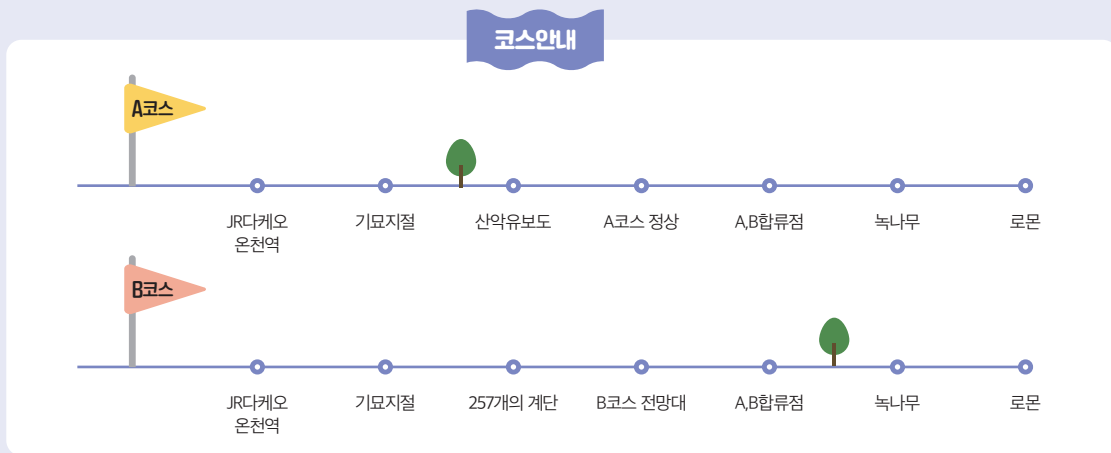 코스안내
A코스
JR다케오
온천역
기묘지절
산악유보도
A코스 정상
A,B합류점
녹나무
로몬
B코스
JR다케오
온천역
기묘지절
257개의 계단
B코스 전망대
A,B합류점
녹나무
로몬